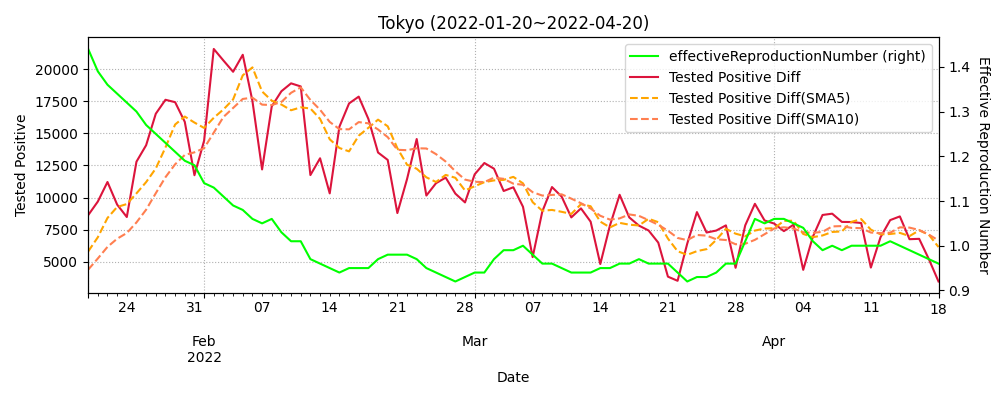 Tokyo (2022-01-20~2022-04-20)
effectiveReproductionNumber (right)
Tested Positive Diff
Tested Positive Diff(SMA5)
Tested Positive Diff(SMA10)
Tested Positive
20000
17500
15000
12500
10000
7500
5000
Effective Reproduction Number
1.4
1.3
1.2
1.1
1.0
0.9
24 31 07 14 21 28 07 14 21 28 04 11 18
Feb Mar Apr
2022
Date